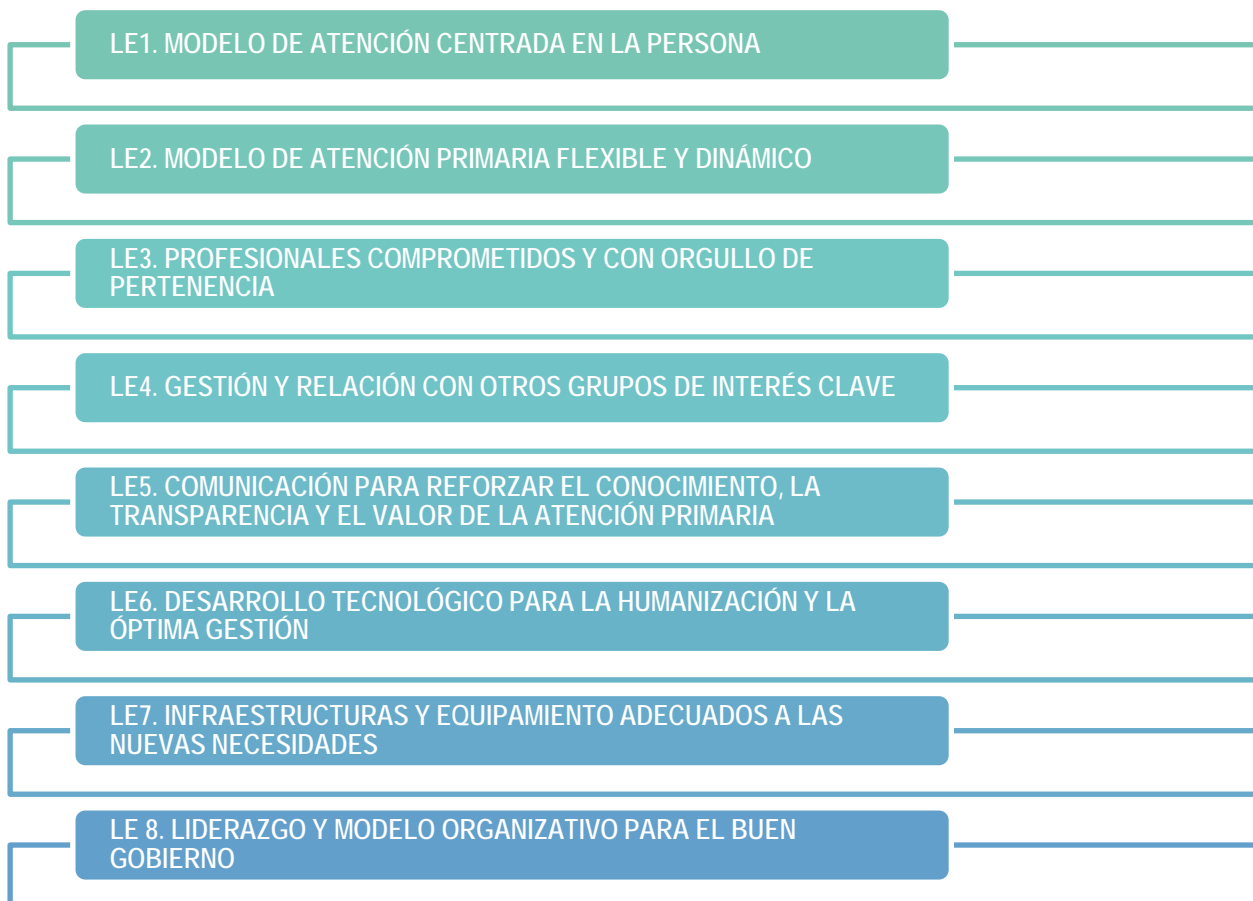 LE1. MODELO DE ATENCIÓN CENTRADA EN LA PERSONA
LE2. MODELO DE ATENCIÓN PRIMARIA FLEXIBLE Y DINÁMICO
LE3. PROFESIONALES COMPROMETIDOS Y CON ORGULLO DE
PERTENENCIA
LE4. GESTIÓN Y RELACIÓN CON OTROS GRUPOS DE INTERÉS CLAVE
LE5. COMUNICACIÓN PARA REFORZAR EL CONOCIMIENTO, LA
TRANSPARENCIA Y EL VALOR DE LA ATENCIÓN PRIMARIA
LE6. DESARROLLO TECNOLÓGICO PARA LA HUMANIZACIÓN Y LA
ÓPTIMA GESTIÓN
LE7. INFRAESTRUCTURAS Y EQUIPAMIENTO ADECUADOS A LAS
NUEVAS NECESIDADES
LE 8. LIDERAZGO Y MODELO ORGANIZATIVO PARA EL BUEN
GOBIERNO